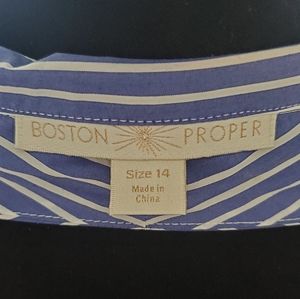 BOSTON PROPER
Size 14
Made in
China